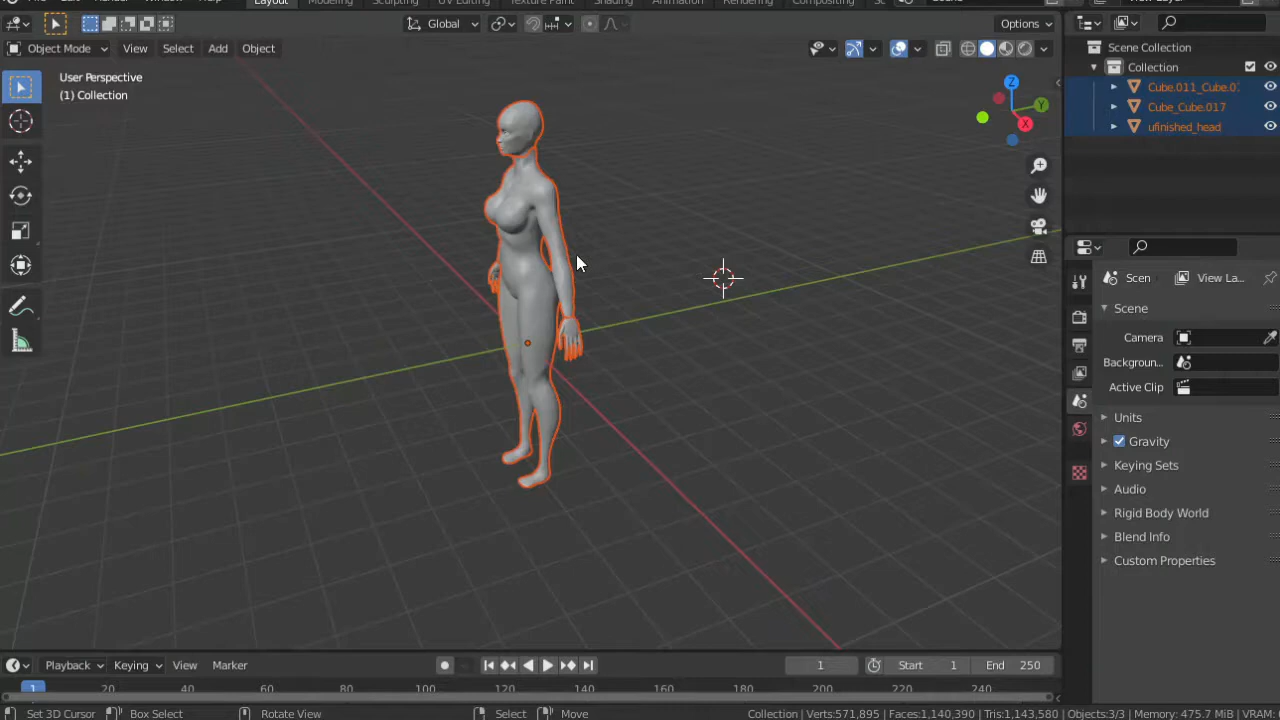 Layout Modeling Sculpting UV Editing Texture Paint Shading Animation Rendering Compositing
Global Options
Object Mode View Select Add Object
User Perspective
(1) Collection
Z
Y
X
Scene Collection
Collection
Cube.011_Cube.0
Cube_Cube.017
ufinished_head
Scen View La...
Scene
Camera
Backgroun...
Active Clip
Units
Gravity
Keying Sets
Audio
Rigid Body World
Blend Info
Custom Properties
Playback Keying View Marker 1 Start 1 End 250
1 20 40 60 80 100 120 140 160 180 200 220 240
Set 3D Cursor Box Select Rotate View Select Move Collection | Verts:571,895 | Faces:1,140,390 | Tris:1,143,580 | Objects:3/3 | Memory: 475.7 MiB | VRAM: